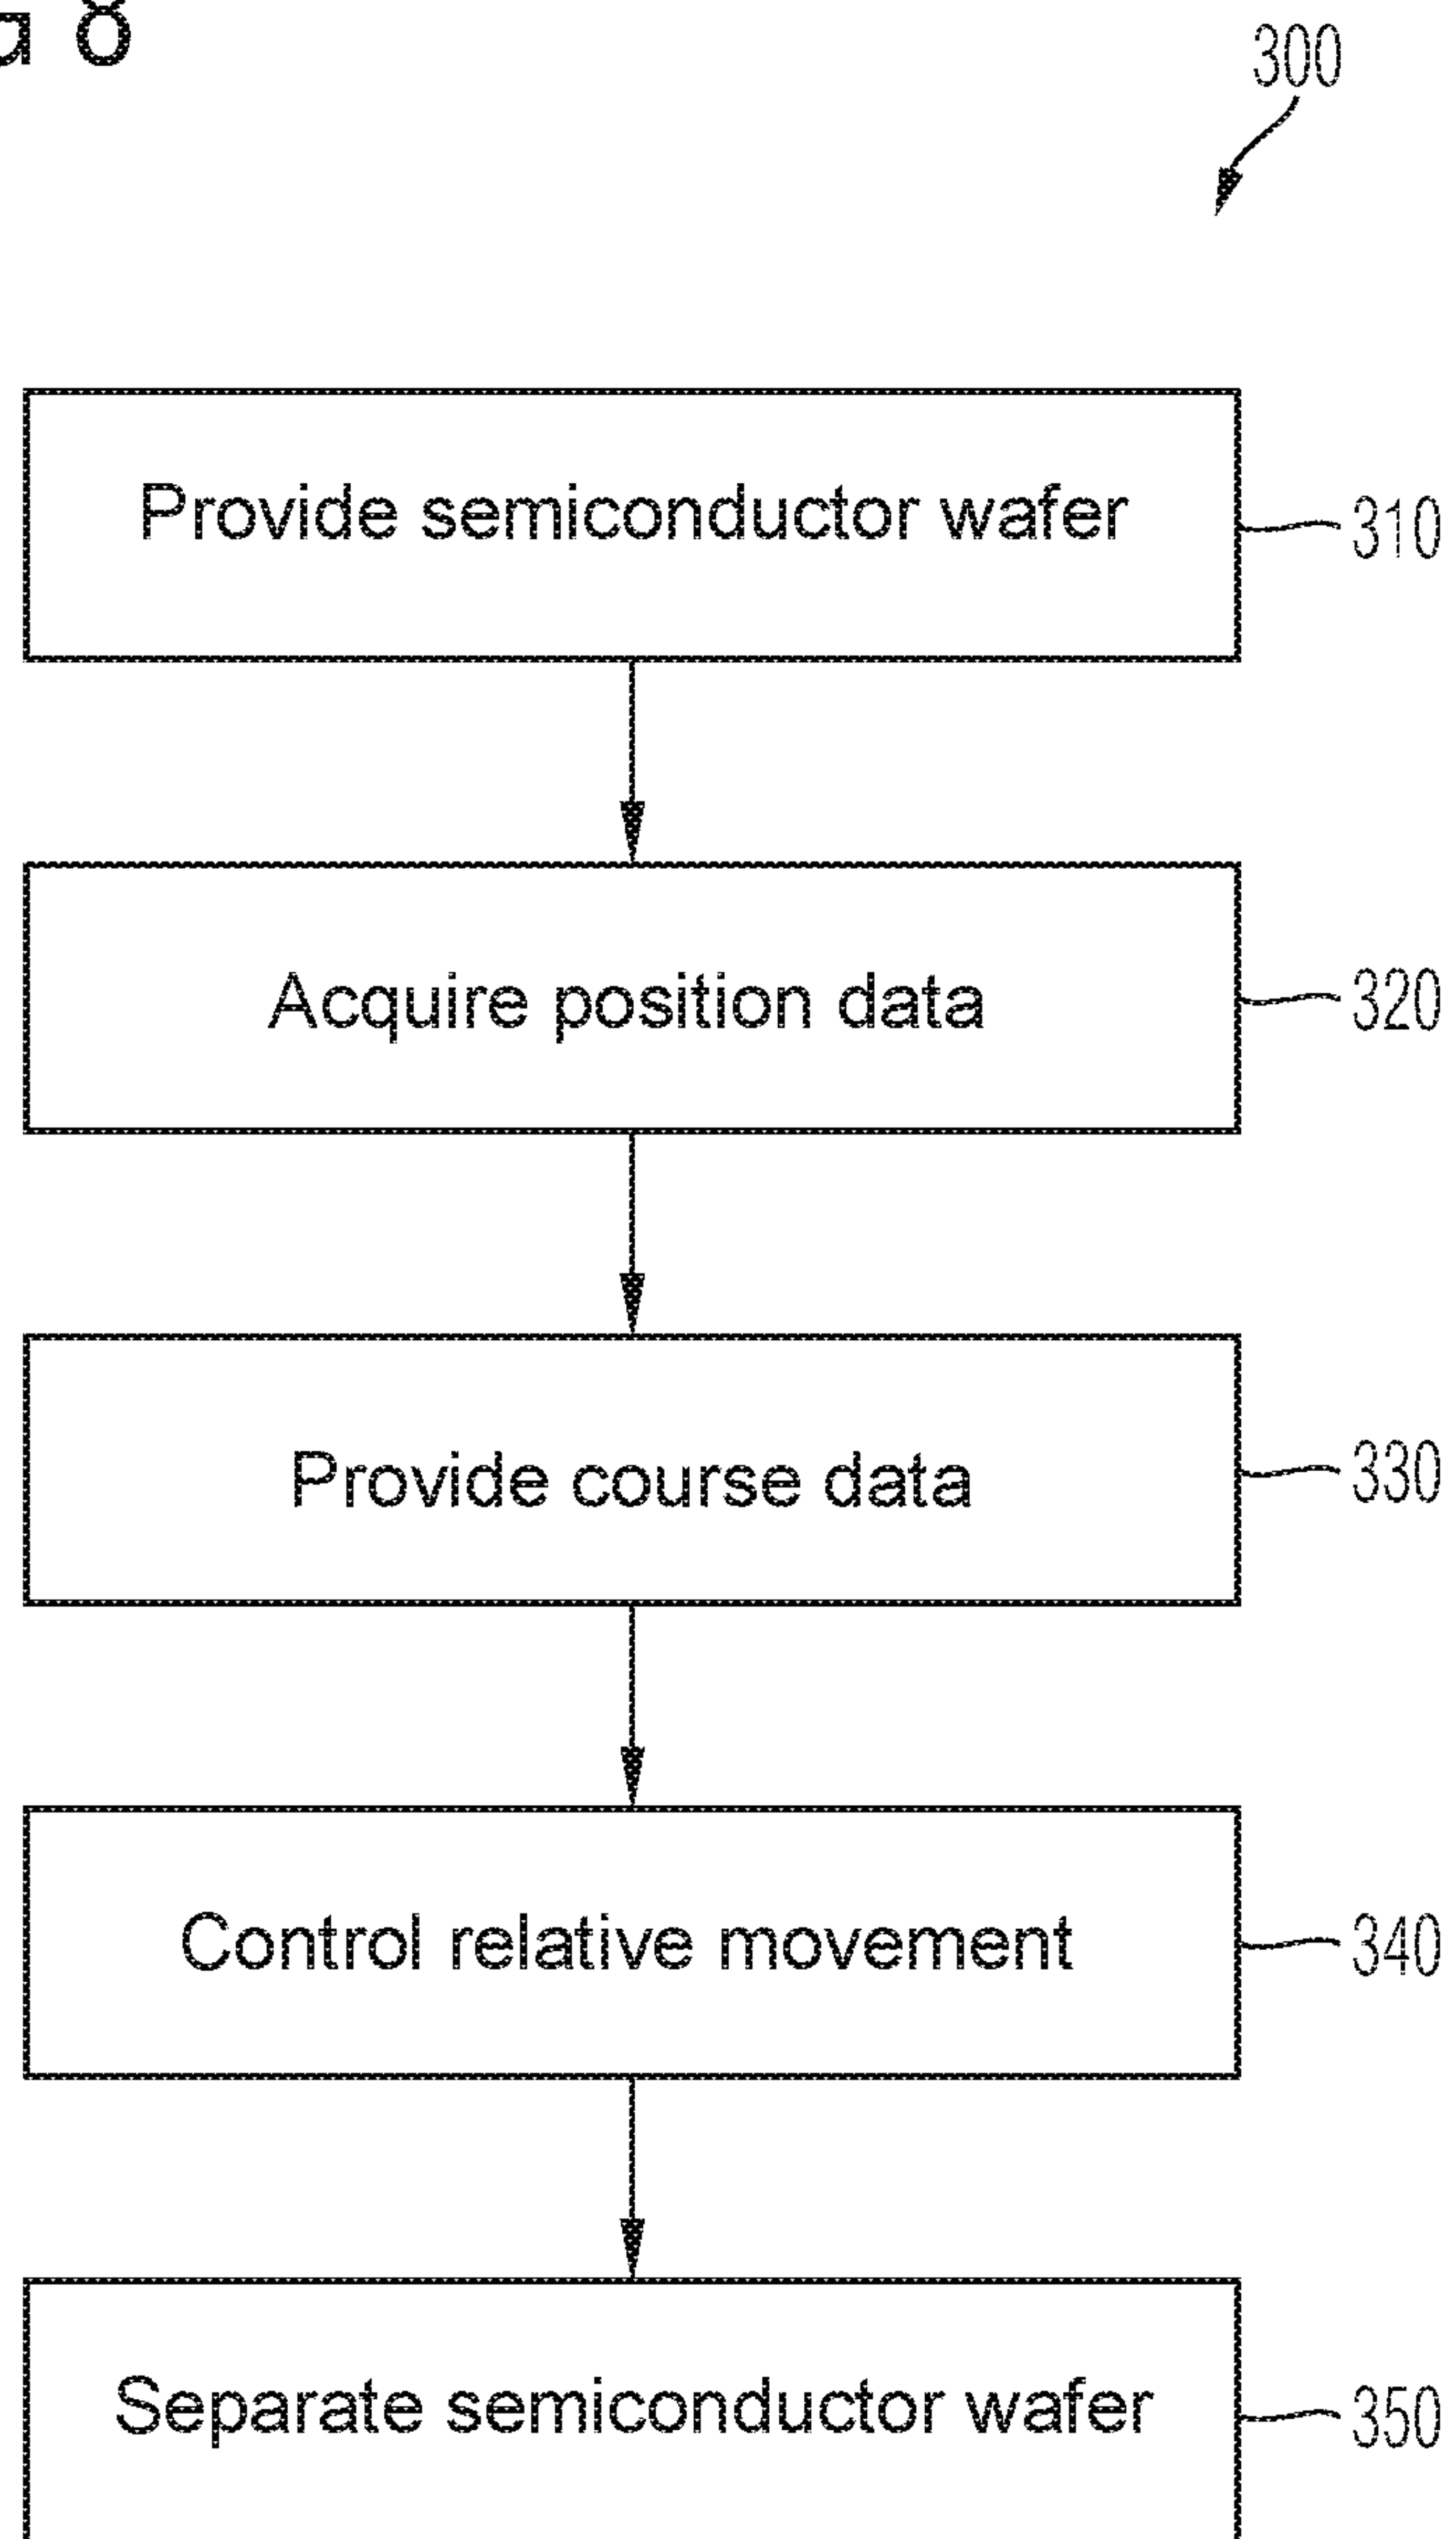 8
300
Provide semiconductor wafer
310
Acquire position data
320
Provide course data
330
Control relative movement
340
Separate semiconductor wafer
350